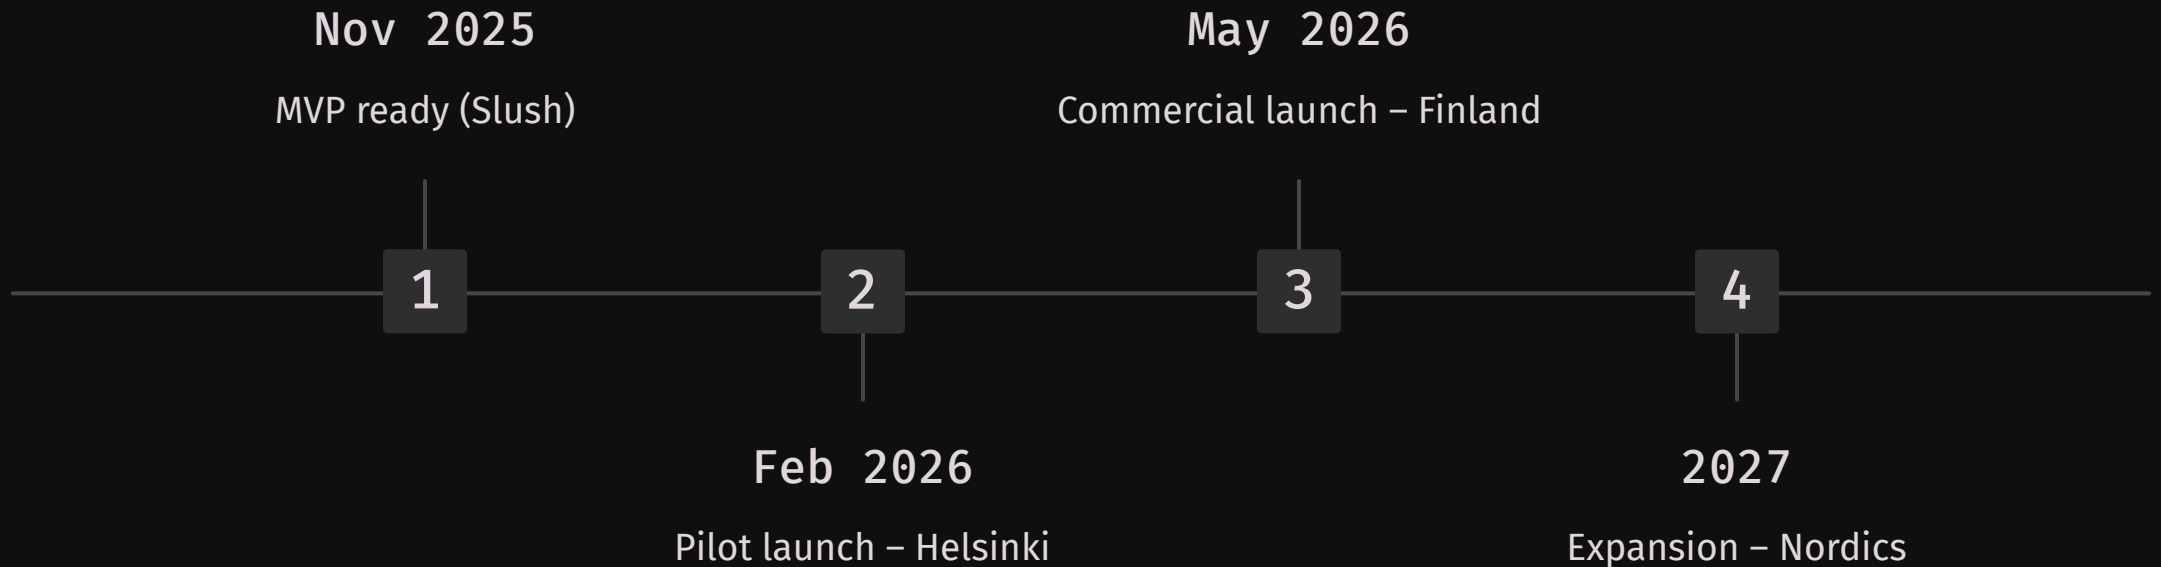 Nov 2025
MVP ready (Slush)
May 2026
Commercial launch – Finland
1
2
3
4
Feb 2026
Pilot launch – Helsinki
2027
Expansion – Nordics